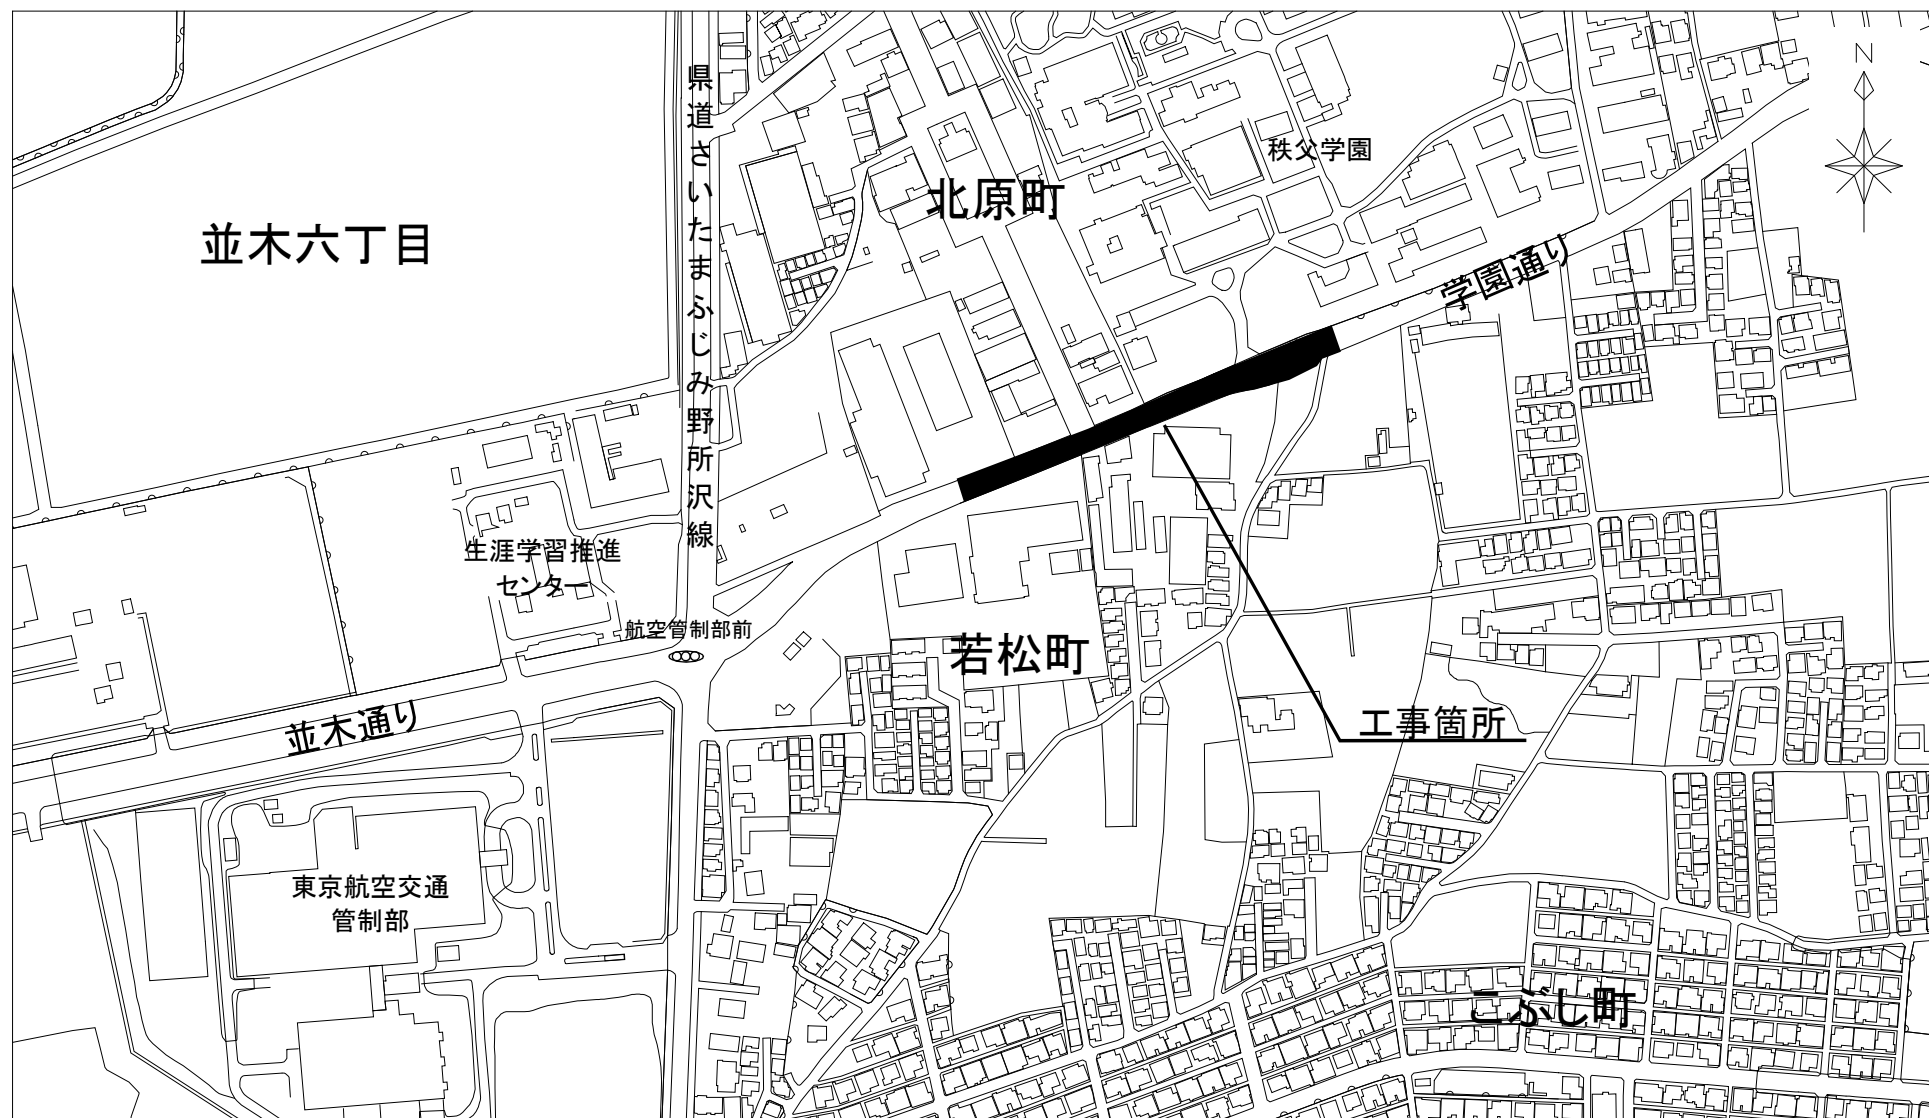 県道さいたまふじみ野所沢線
N
秩父学園
北原町
並木六丁目
学園通り
生涯学習推進
センター
航空管制部前
若松町
工事箇所
並木通り
東京航空交通
管制部
こぶし町